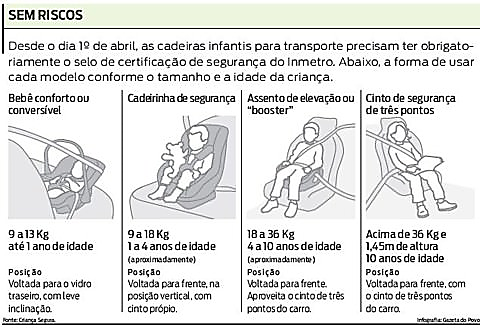 SEM RISCOS
Desde o dia 1º de abril, as cadeiras infantis para transporte precisam ter obrigato-
riamente o selo de certificação de segurança do Inmetro. Abaixo, a forma de usar
cada modelo conforme o tamanho e a idade da criança.
Bebê conforto ou
conversível
9 a 13 Kg
até 1 ano de idade
Posição
Voltada para o vidro
traseiro, com leve
inclinação.
Cadeirinha de segurança
9 a 18 Kg
1 a 4 anos de idade
(aproximadamente)
Posição
Voltada para frente, na
posição vertical, com
cinto próprio.
Assento de elevação ou
"booster"
18 a 36 Kg
4 a 10 anos de idade
(aproximadamente)
Posição
Voltada para frente.
Aproveita o cinto de três
pontos do carro.
Cinto de segurança
de três pontos
Acima de 36 Kg e
1,45m de altura
10 anos de idade
Posição
Voltada para frente, com
o cinto de três pontos
do carro.
Fonte: Criança Segura.
Infografia: Gazeta do Povo